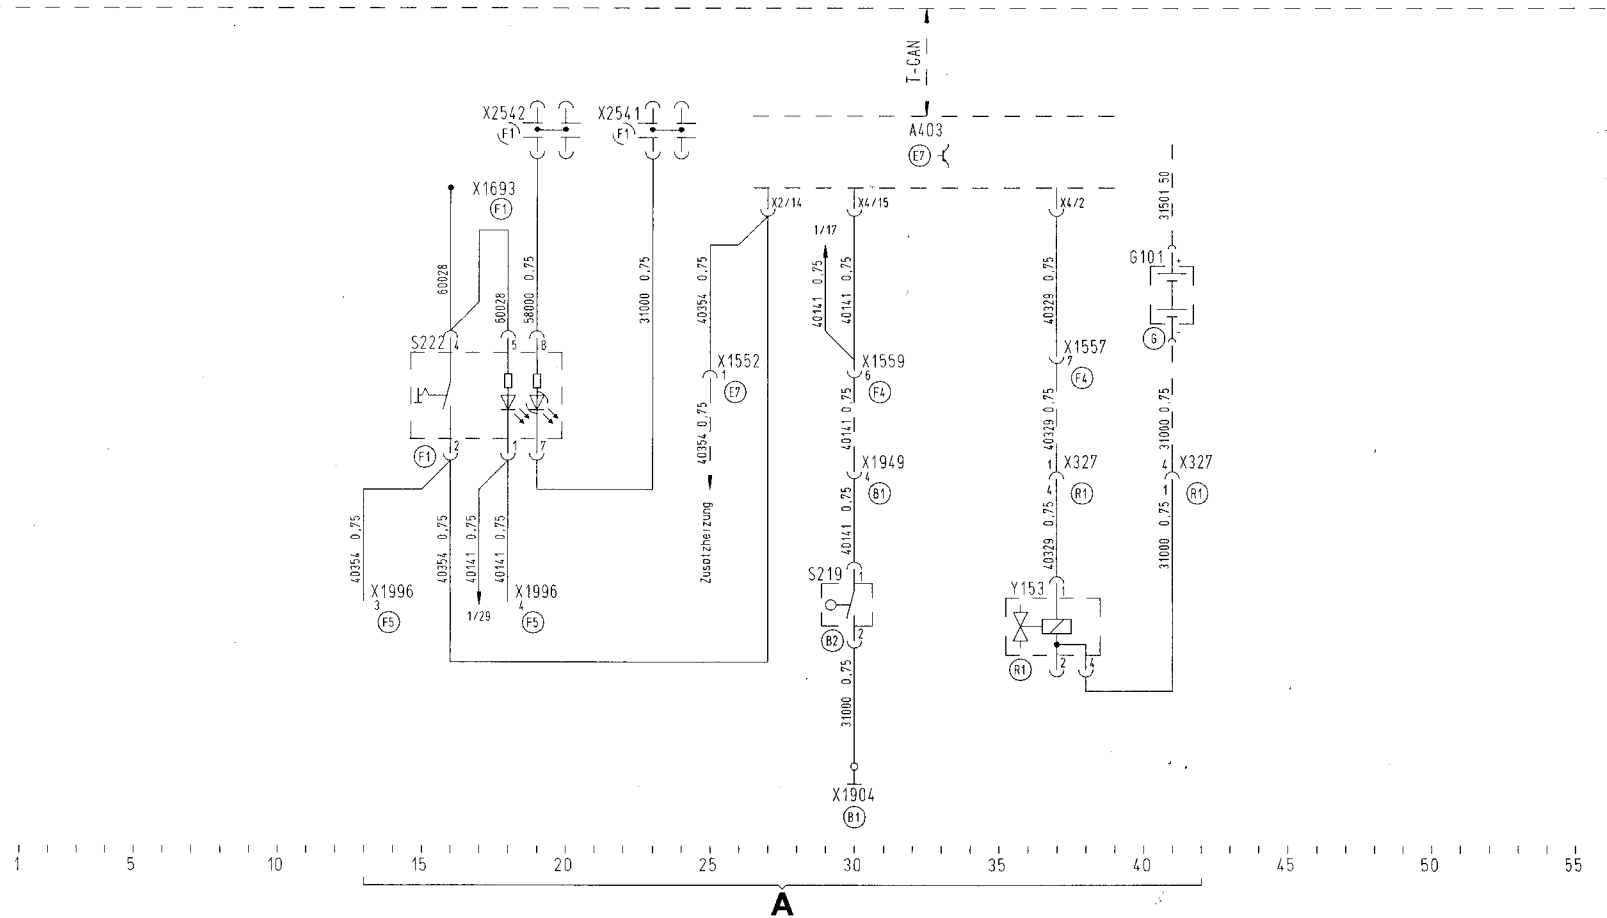 T-CAN
X2542
F1
X2541
F1
A403
E7
X1693
F1
X2/14
X4/15
X4/2
31501 50
1/17
G101
+
-
G
60028
60028
58000 0,75
31000 0,75
40354 0,75
40141 0,75
40141 0,75
40329 0,75
S222
4
5
8
X1552
1
E7
X1559
6
F4
X1557
7
F4
40354 0,75
40141 0,75
40329 0,75
31000 0,75
F1
2
1
7
X1949
4
B1
1
X327
4
R1
4
X327
1
R1
40354 0,75
40354 0,75
40141 0,75
40141 0,75
Zusatzheizung
40141 0,75
40329 0,75
31000 0,75
X1996
3
F5
1/29
X1996
4
F5
S219
1
B2
2
Y153
1
R1
2
4
31000 0,75
X1904
B1
1 5 10 15 20 25 30 35 40 45 50 55
A